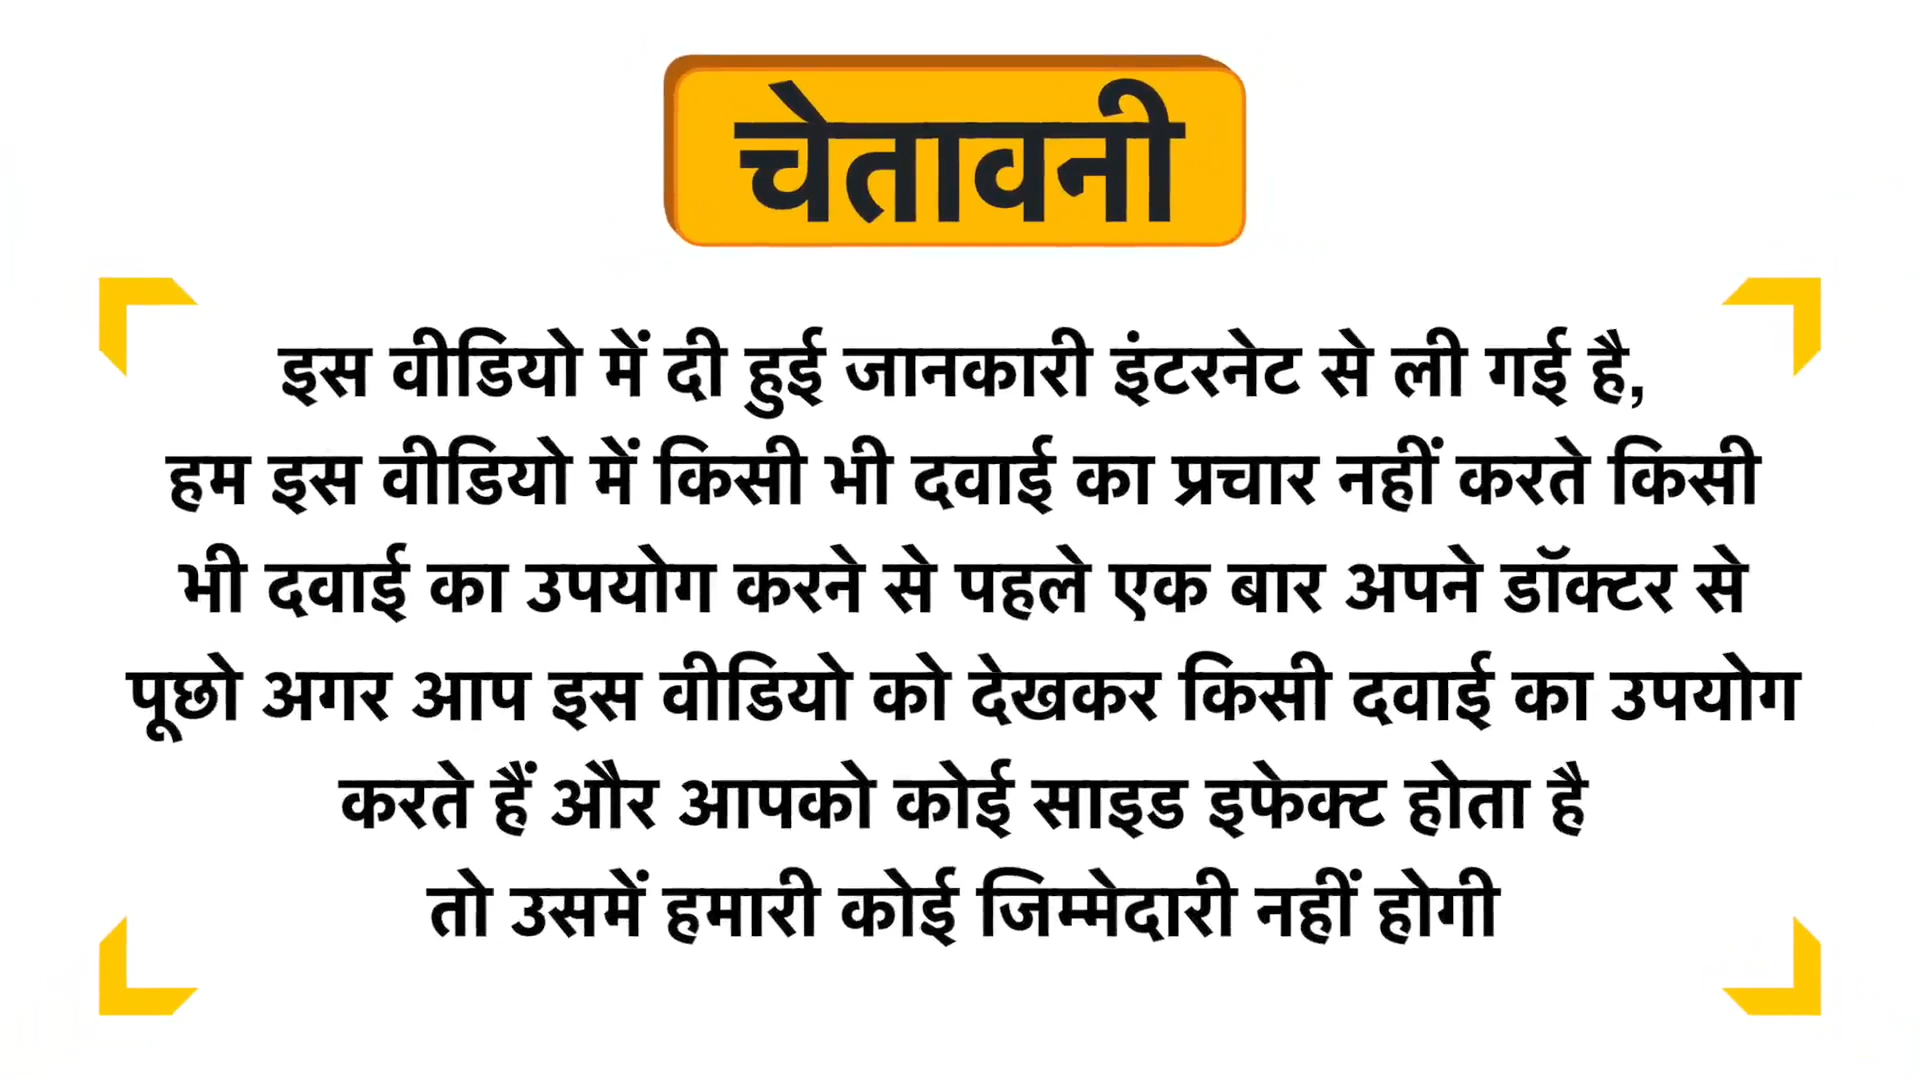 चेतावनी
इस वीडियो में दी हुई जानकारी इंटरनेट से ली गई है,
हम इस वीडियो में किसी भी दवाई का प्रचार नहीं करते किसी
भी दवाई का उपयोग करने से पहले एक बार अपने डॉक्टर से
पूछो अगर आप इस वीडियो को देखकर किसी दवाई का उपयोग
करते हैं और आपको कोई साइड इफेक्ट होता है
तो उसमें हमारी कोई जिम्मेदारी नहीं होगी